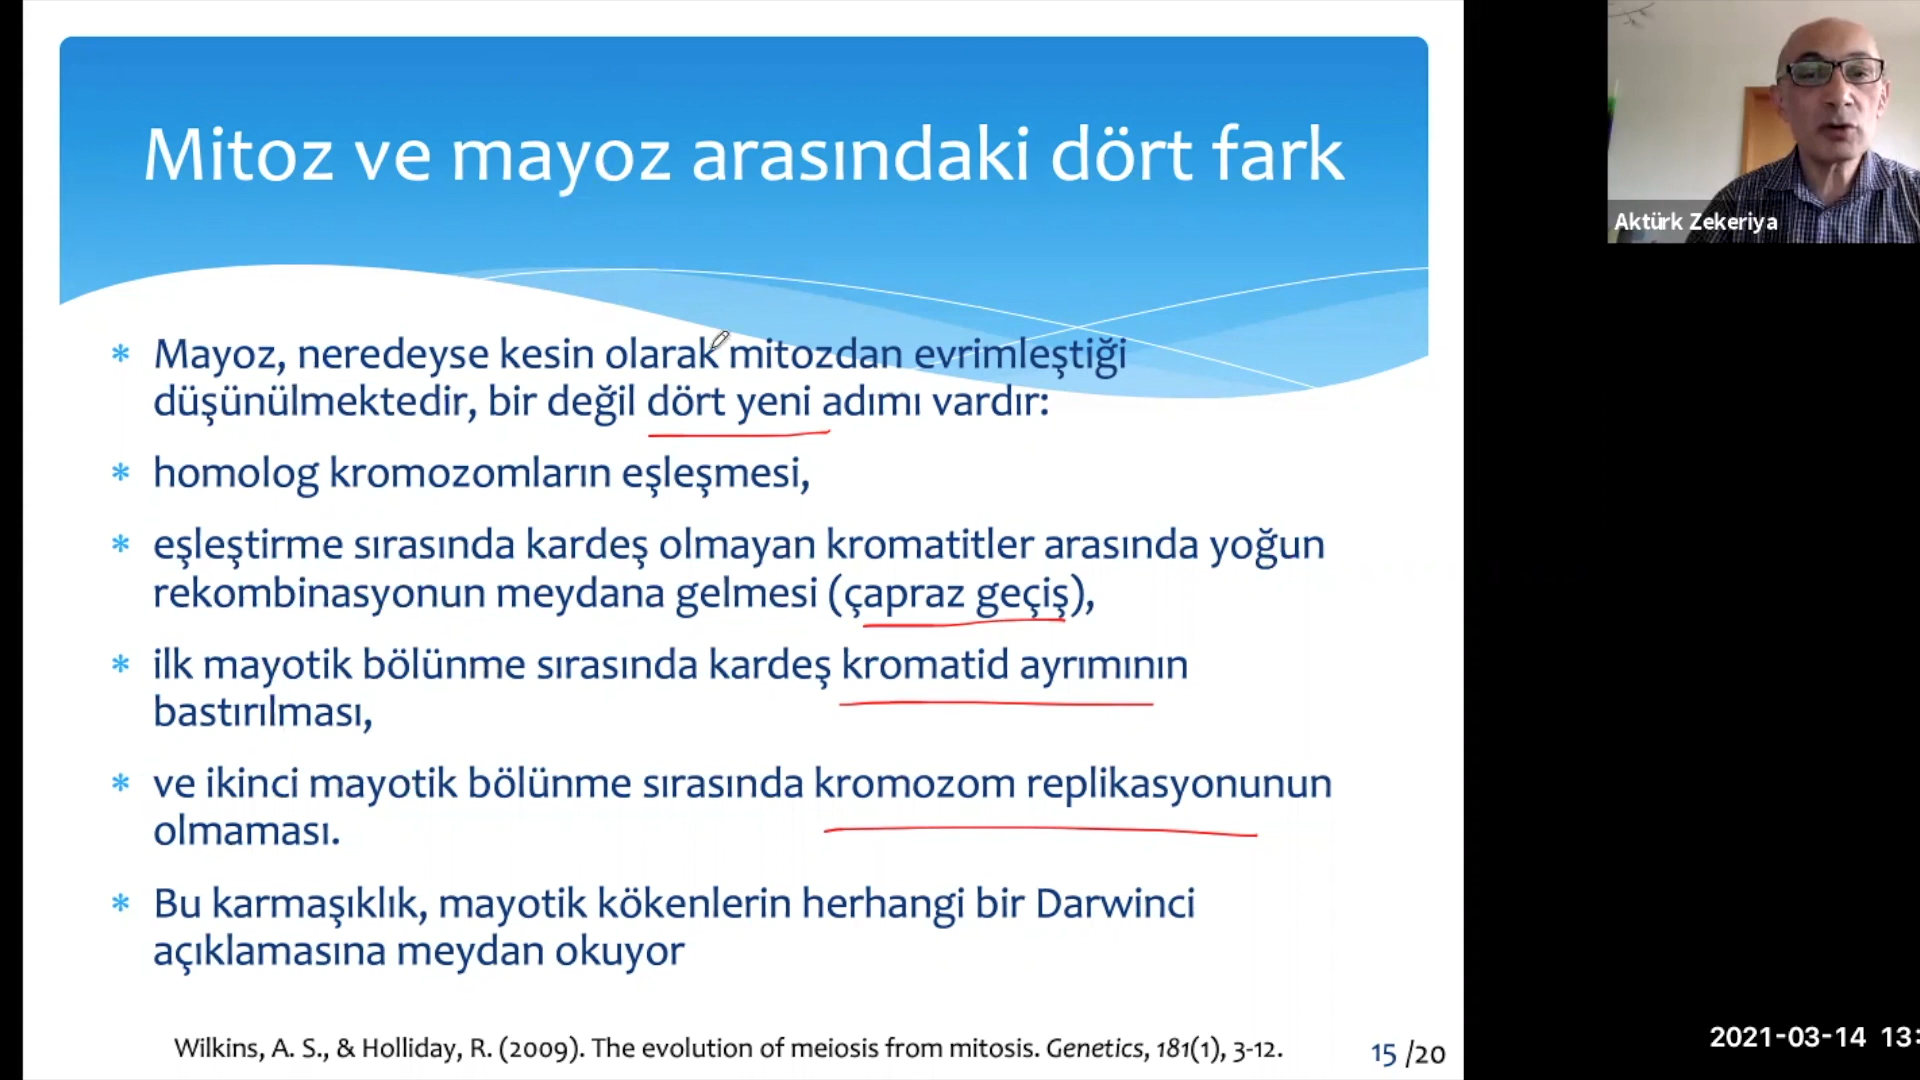 Mitoz ve mayoz arasındaki dört fark
Aktürk Zekeriya
* Mayoz, neredeyse kesin olarak mitozdan evrimleştiği
düşünülmektedir, bir değil dört yeni adımı vardır:
* homolog kromozomların eşleşmesi,
* eşleştirme sırasında kardeş olmayan kromatitler arasında yoğun
rekombinasyonun meydana gelmesi (çapraz geçiş),
* ilk mayotik bölünme sırasında kardeş kromatid ayrımının
bastırılması,
* ve ikinci mayotik bölünme sırasında kromozom replikasyonunun
olmaması.
* Bu karmaşıklık, mayotik kökenlerin herhangi bir Darwinci
açıklamasına meydan okuyor
Wilkins, A. S., & Holliday, R. (2009). The evolution of meiosis from mitosis. Genetics, 181(1), 3-12.
15 /20
2021-03-14 13: